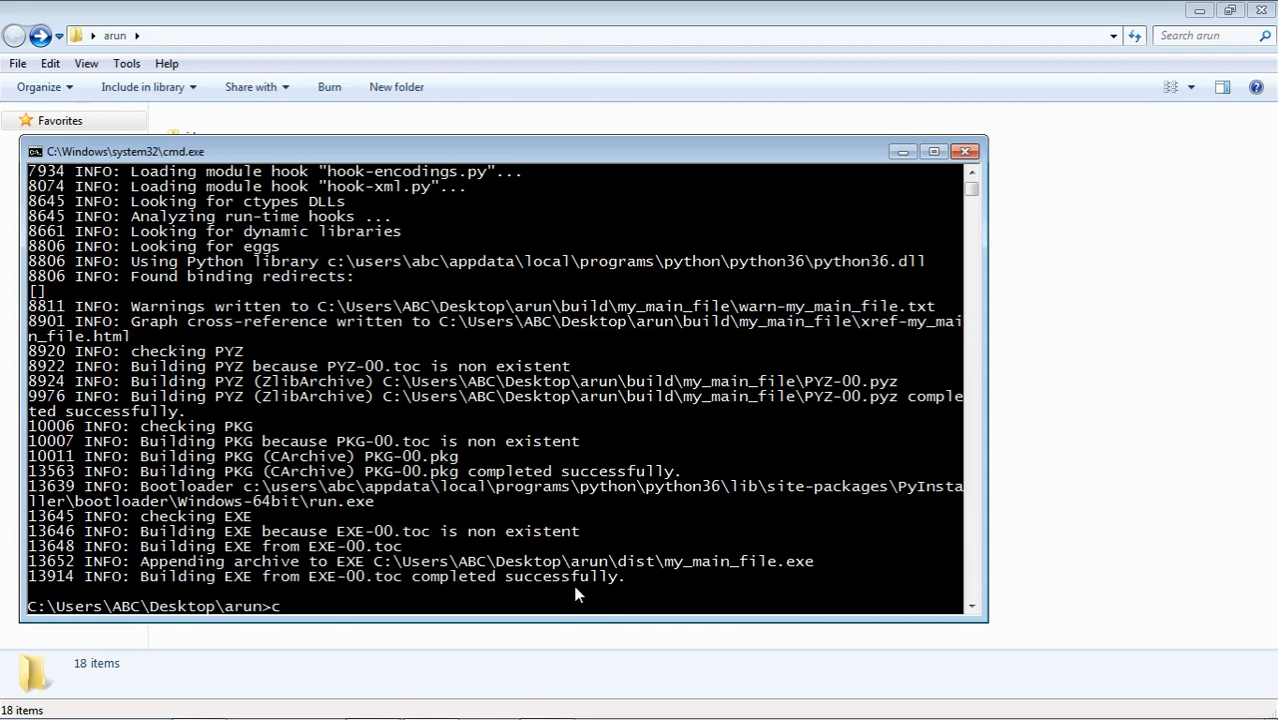 arun
Search arun
File Edit View Tools Help
Organize Include in library Share with Burn New folder
Favorites
C:\Windows\system32\cmd.exe
7934 INFO: Loading module hook "hook-encodings.py"...
8074 INFO: Loading module hook "hook-xml.py"...
8645 INFO: Looking for ctypes DLLs
8645 INFO: Analyzing run-time hooks ...
8661 INFO: Looking for dynamic libraries
8806 INFO: Looking for eggs
8806 INFO: Using Python library c:\users\abc\appdata\local\programs\python\python36\python36.dll
8806 INFO: Found binding redirects:
[]
8811 INFO: Warnings written to C:\Users\ABC\Desktop\arun\build\my_main_file\warn-my_main_file.txt
8901 INFO: Graph cross-reference written to C:\Users\ABC\Desktop\arun\build\my_main_file\xref-my_mai
n_file.html
8920 INFO: checking PYZ
8922 INFO: Building PYZ because PYZ-00.toc is non existent
8924 INFO: Building PYZ (ZlibArchive) C:\Users\ABC\Desktop\arun\build\my_main_file\PYZ-00.pyz
9976 INFO: Building PYZ (ZlibArchive) C:\Users\ABC\Desktop\arun\build\my_main_file\PYZ-00.pyz comple
ted successfully.
10006 INFO: checking PKG
10007 INFO: Building PKG because PKG-00.toc is non existent
10011 INFO: Building PKG (CArchive) PKG-00.pkg
13563 INFO: Building PKG (CArchive) PKG-00.pkg completed successfully.
13639 INFO: Bootloader c:\users\abc\appdata\local\programs\python\python36\lib\site-packages\PyInsta
ller\bootloader\Windows-64bit\run.exe
13645 INFO: checking EXE
13646 INFO: Building EXE because EXE-00.toc is non existent
13648 INFO: Building EXE from EXE-00.toc
13652 INFO: Appending archive to EXE C:\Users\ABC\Desktop\arun\dist\my_main_file.exe
13914 INFO: Building EXE from EXE-00.toc completed successfully.
C:\Users\ABC\Desktop\arun>c
18 items
18 items